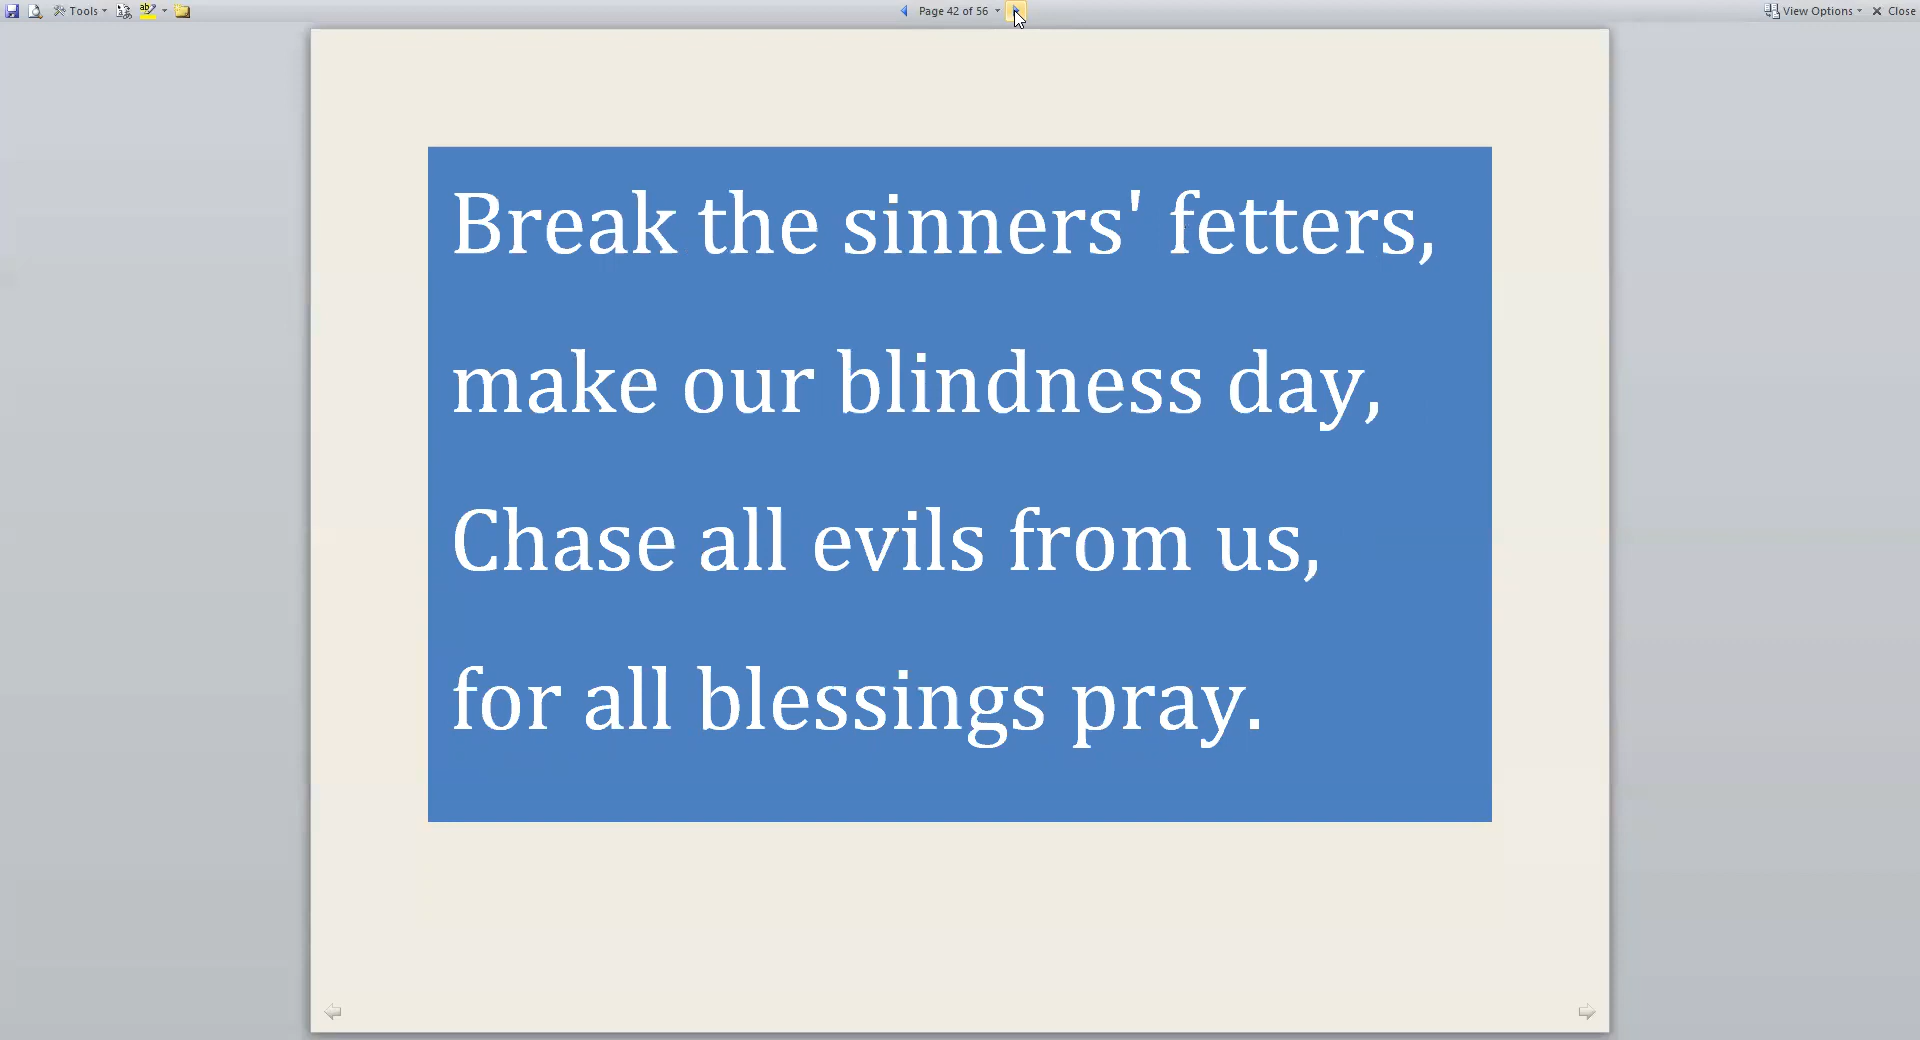 Tools
Page 42 of 56
View Options
Close
Break the sinners' fetters,
make our blindness day,
Chase all evils from us,
for all blessings pray.